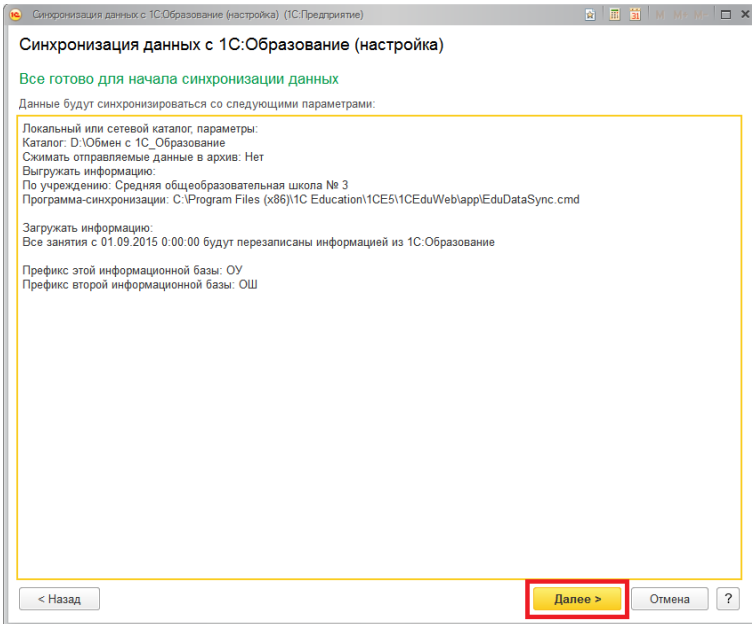 Синхронизация данных с 1С:Образование (настройка) (1С:Предприятие)
31 M M+ M-
Синхронизация данных с 1С:Образование (настройка)
Все готово для начала синхронизации данных
Данные будут синхронизироваться со следующими параметрами:
Локальный или сетевой каталог, параметры:
Каталог: D:\Обмен с 1С_Образование
Сжимать отправляемые данные в архив: Нет
Выгружать информацию:
По учреждению: Средняя общеобразовательная школа № 3
Программа-синхронизации: C:\Program Files (x86)\1C Education\1CE5\1CEduWeb\app\EduDataSync.cmd
Загружать информацию:
Все занятия с 01.09.2015 0:00:00 будут перезаписаны информацией из 1С:Образование
Префикс этой информационной базы: ОУ
Префикс второй информационной базы: ОШ
< Назад
Далее >
Отмена
?